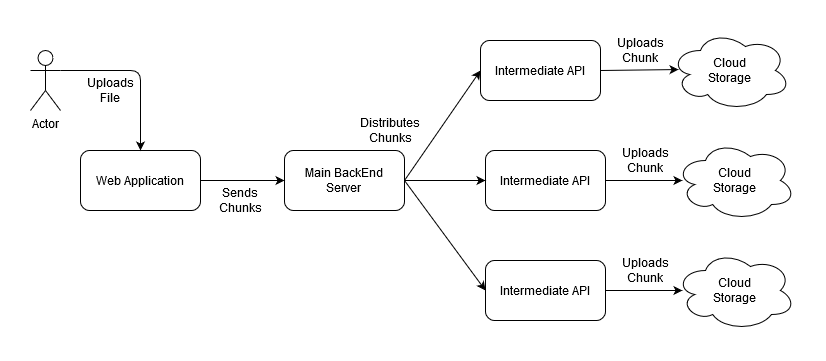 Uploads
File
Actor
Web Application
Sends
Chunks
Main BackEnd
Server
Distributes
Chunks
Intermediate API
Uploads
Chunk
Cloud
Storage
Intermediate API
Uploads
Chunk
Cloud
Storage
Intermediate API
Uploads
Chunk
Cloud
Storage